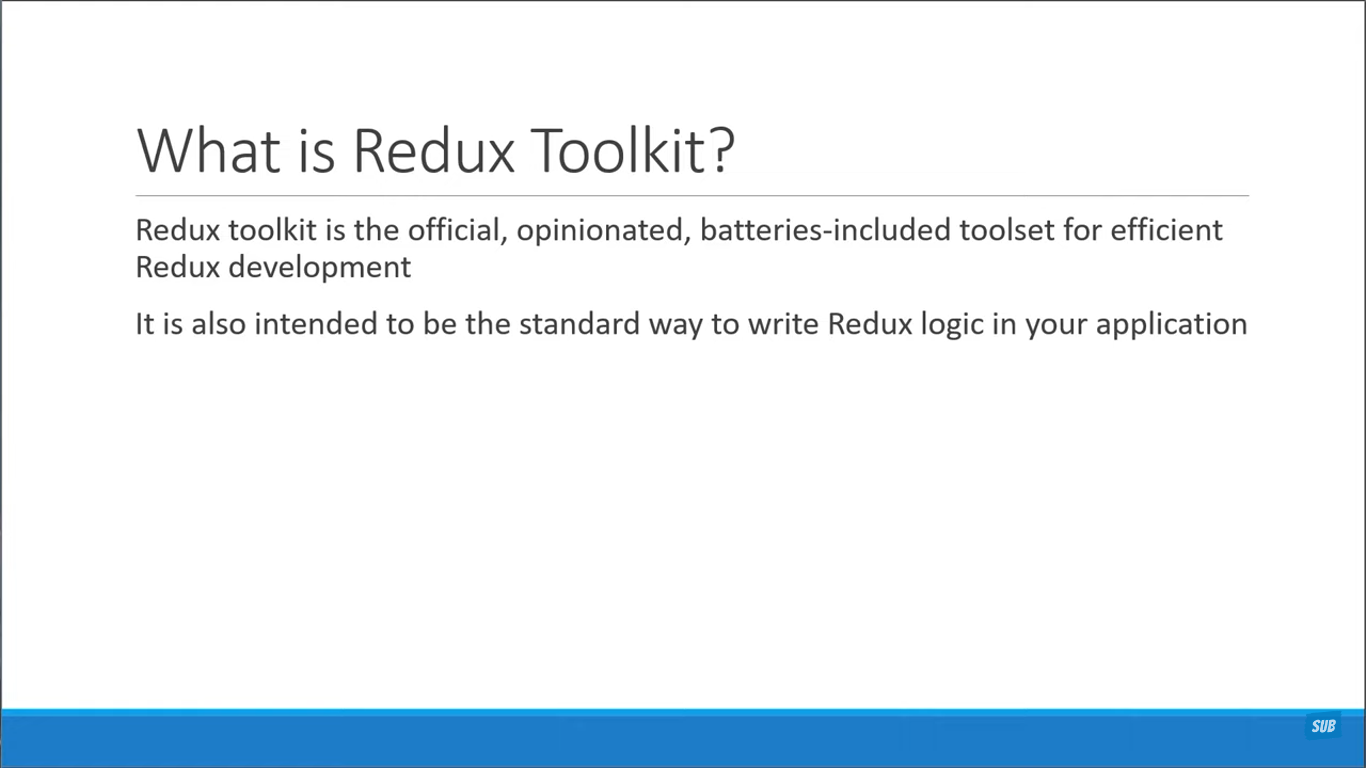 What is Redux Toolkit?
Redux toolkit is the official, opinionated, batteries-included toolset for efficient
Redux development
It is also intended to be the standard way to write Redux logic in your application
SUB